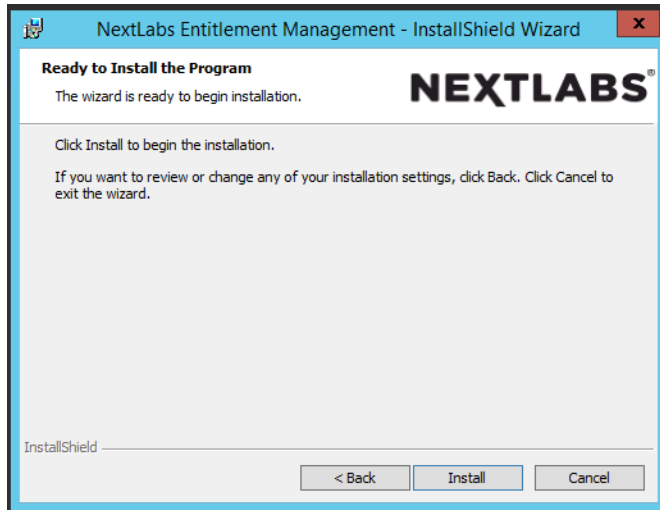 NextLabs Entitlement Management - InstallShield Wizard
x
Ready to Install the Program
The wizard is ready to begin installation.
NEXTLABS®
Click Install to begin the installation.
If you want to review or change any of your installation settings, click Back. Click Cancel to
exit the wizard.
InstallShield
< Back
Install
Cancel